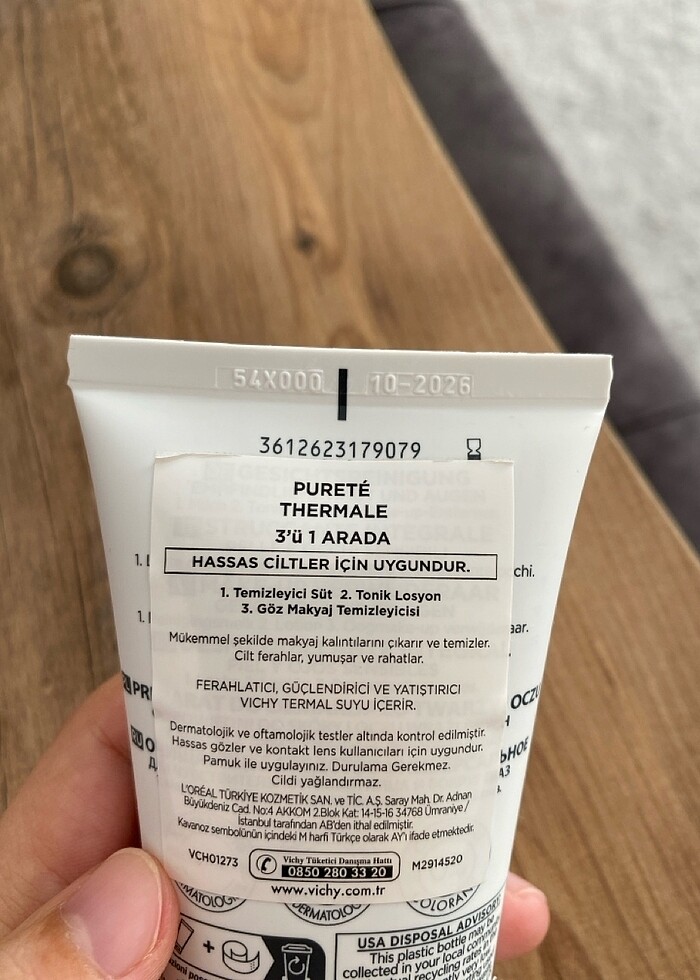 54X000 10-2026
3612623179079
PURETÉ
THERMALE
3'ü 1 ARADA
HASSAS CİLTLER İÇİN UYGUNDUR.
1. Temizleyici Süt 2. Tonik Losyon
3. Göz Makyaj Temizleyicisi
Mükemmel şekilde makyaj kalıntılarını çıkarır ve temizler.
Cilt ferahlar, yumuşar ve rahatlar.
FERAHLATICI, GÜÇLENDİRİCİ VE YATIŞTIRICI
VICHY TERMAL SUYU İÇERİR.
Dermatolojik ve oftamolojik testler altında kontrol edilmiştir.
Hassas gözler ve kontakt lens kullanıcıları için uygundur.
Pamuk ile uygulayınız. Durulama Gerekmez.
Cildi yağlandırmaz.
L'ORÉAL TÜRKİYE KOZMETİK SAN. ve TİC. A.Ş. Saray Mah. Dr. Adnan
Büyükdeniz Cad. No:4 AKKOM 2.Blok Kat: 14-15-16 34768 Ümraniye /
İstanbul tarafından AB'den ithal edilmiştir.
Kavanoz sembolünün içindeki M harfi Türkçe olarak AY'ı ifade etmektedir.
VCH01273 Vichy Tüketici Danışma Hattı M2914520
0850 280 33 20
www.vichy.com.tr
USA DISPOSAL ADVISORY
This plastic bottle may be
collected in your local